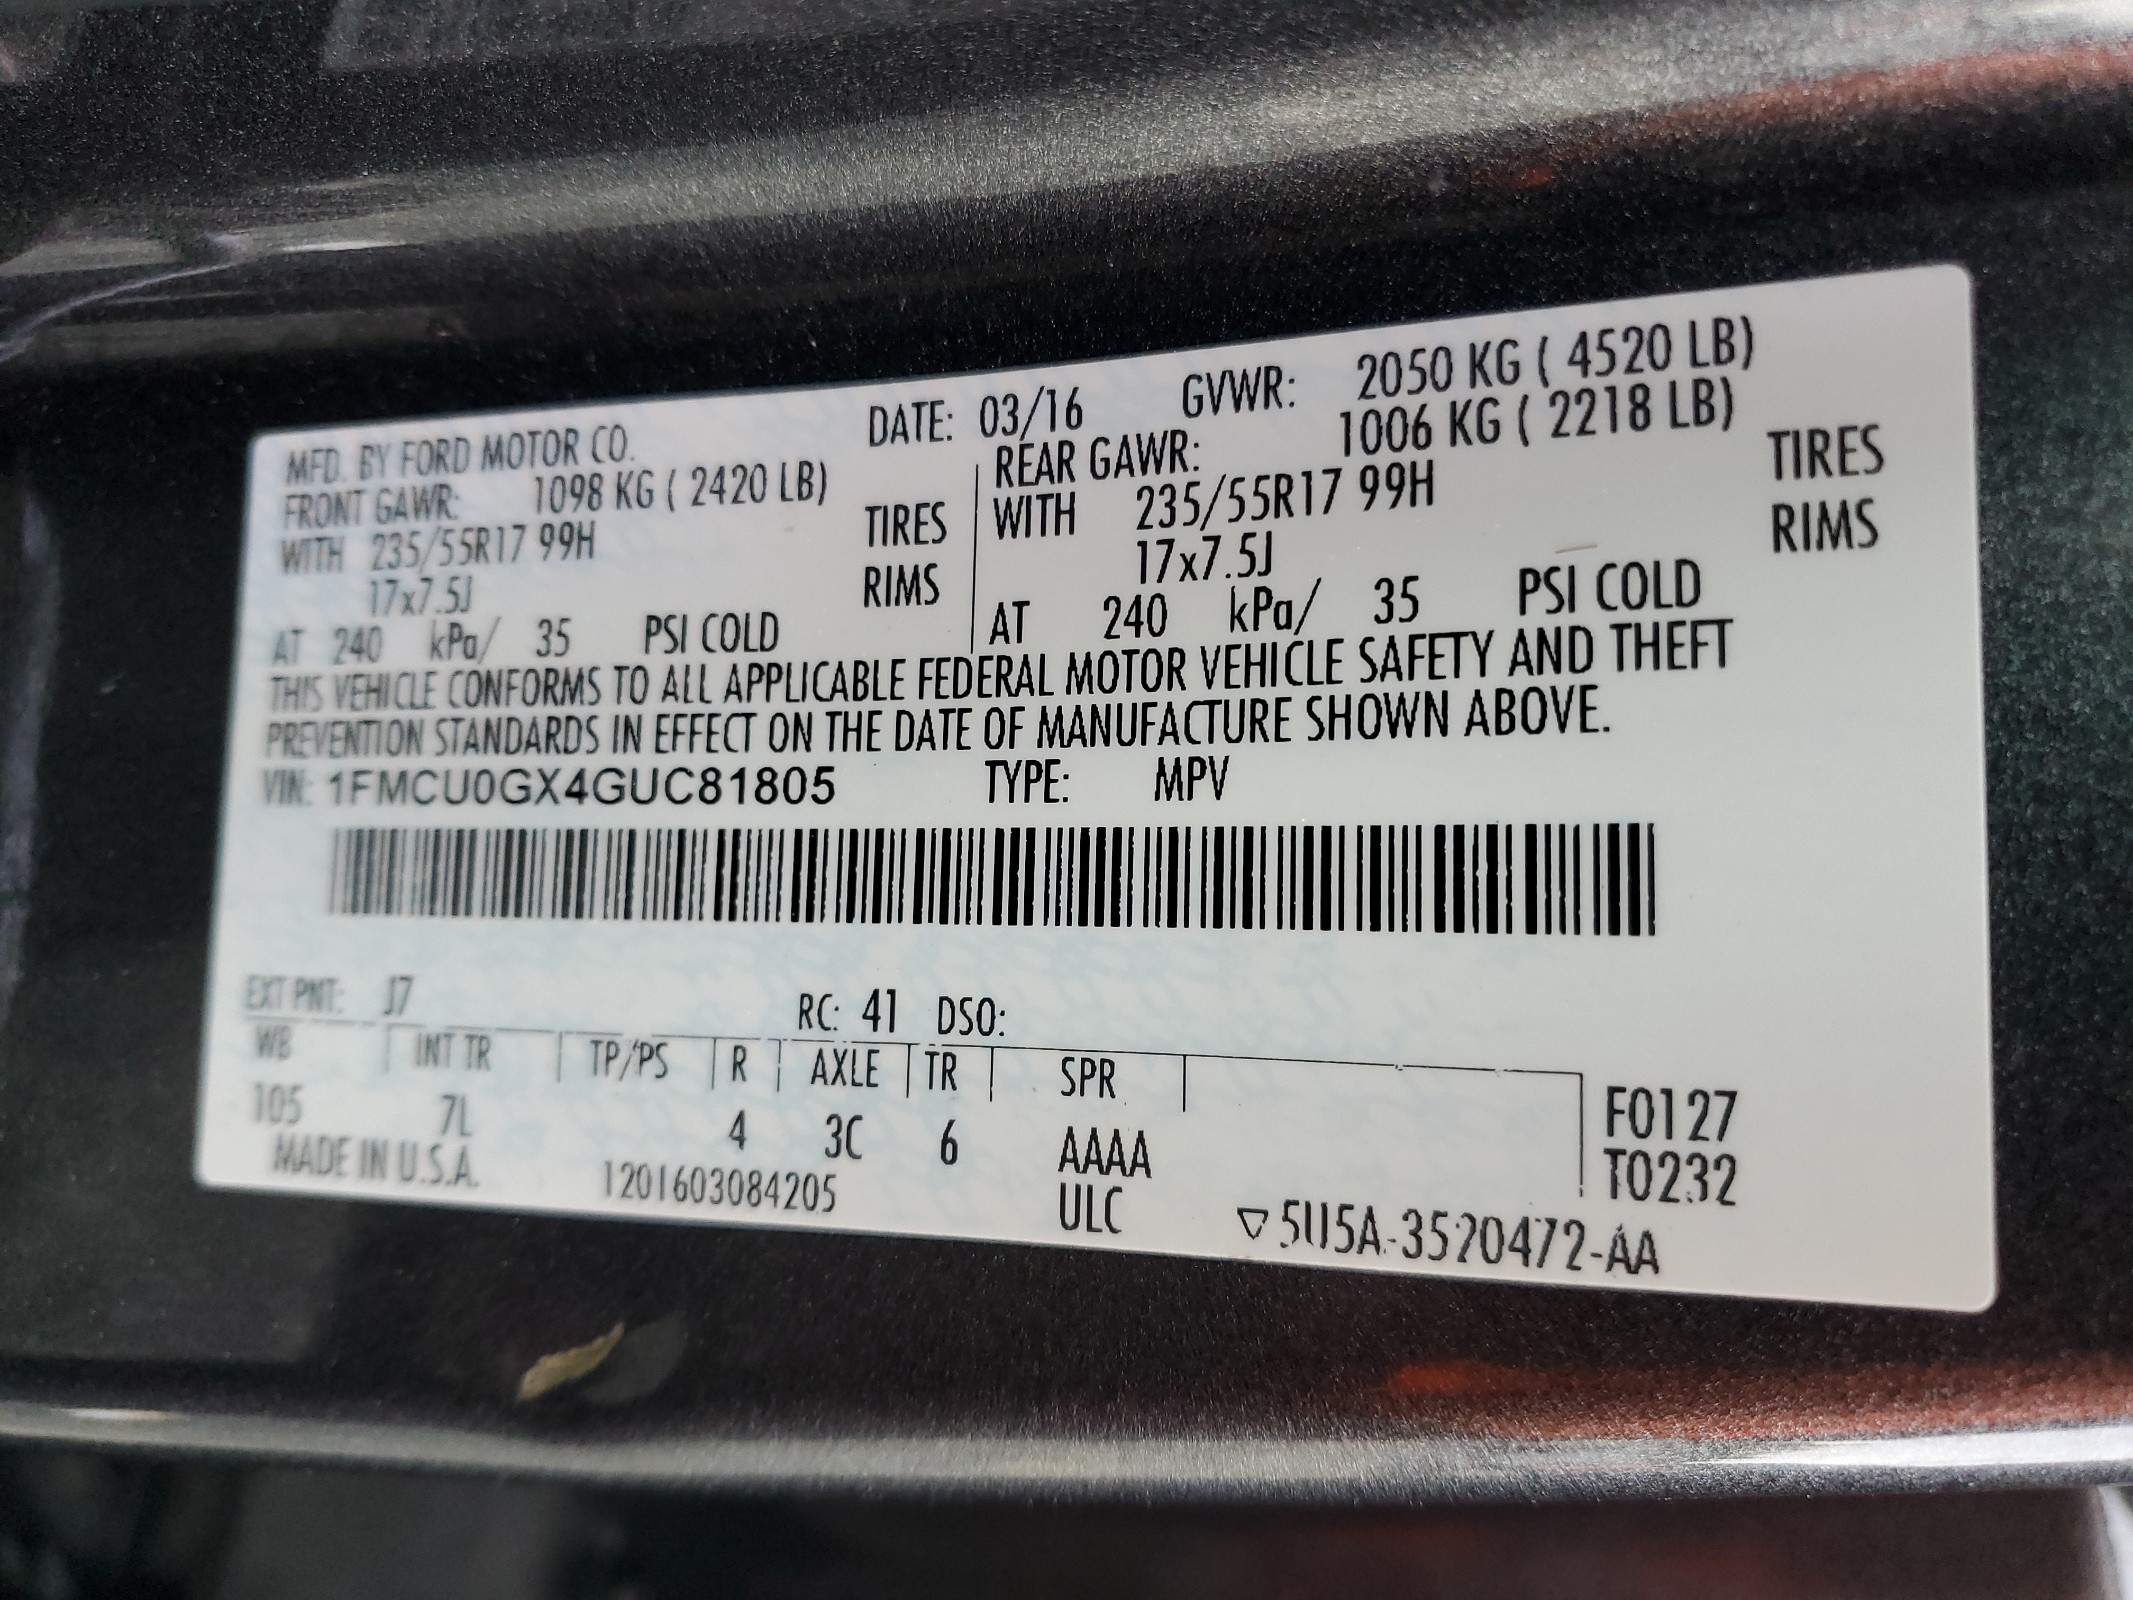 MFD. BY FORD MOTOR CO. DATE: 03/16 GVWR: 2050 KG ( 4520 LB)
FRONT GAWR: 1098 KG ( 2420 LB) REAR GAWR: 1006 KG ( 2218 LB)
WITH 235/55R17 99H TIRES WITH 235/55R17 99H TIRES
17x7.5J RIMS 17x7.5J RIMS
AT 240 kPa/ 35 PSI COLD AT 240 kPa/ 35 PSI COLD
THIS VEHICLE CONFORMS TO ALL APPLICABLE FEDERAL MOTOR VEHICLE SAFETY AND THEFT
PREVENTION STANDARDS IN EFFECT ON THE DATE OF MANUFACTURE SHOWN ABOVE.
VIN: 1FMCU0GX4GUC81805 TYPE: MPV
EXT PNT: J7 RC: 41 DSO:
WB INT TR TP/PS R AXLE TR SPR
105 7L 4 3C 6 AAAA F0127
MADE IN U.S.A. 1201603084205 ULC T0232
▽5U5A-3520472-AA